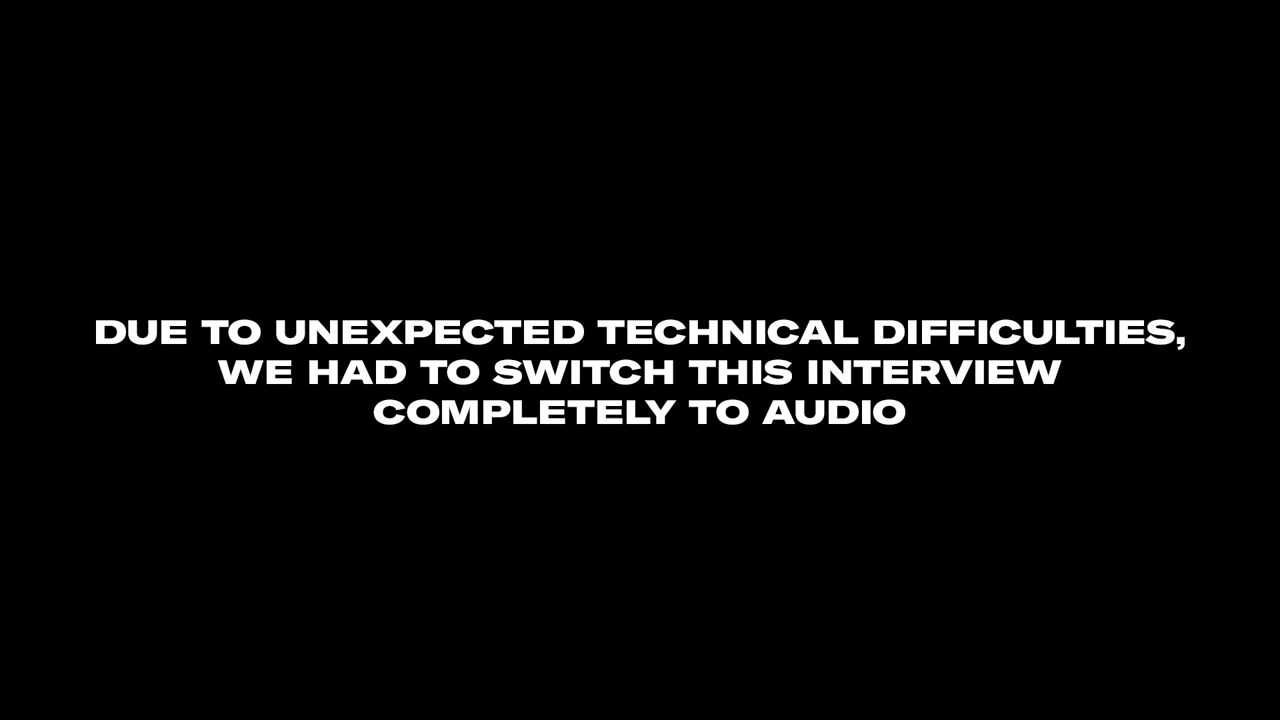 DUE TO UNEXPECTED TECHNICAL DIFFICULTIES,
WE HAD TO SWITCH THIS INTERVIEW
COMPLETELY TO AUDIO